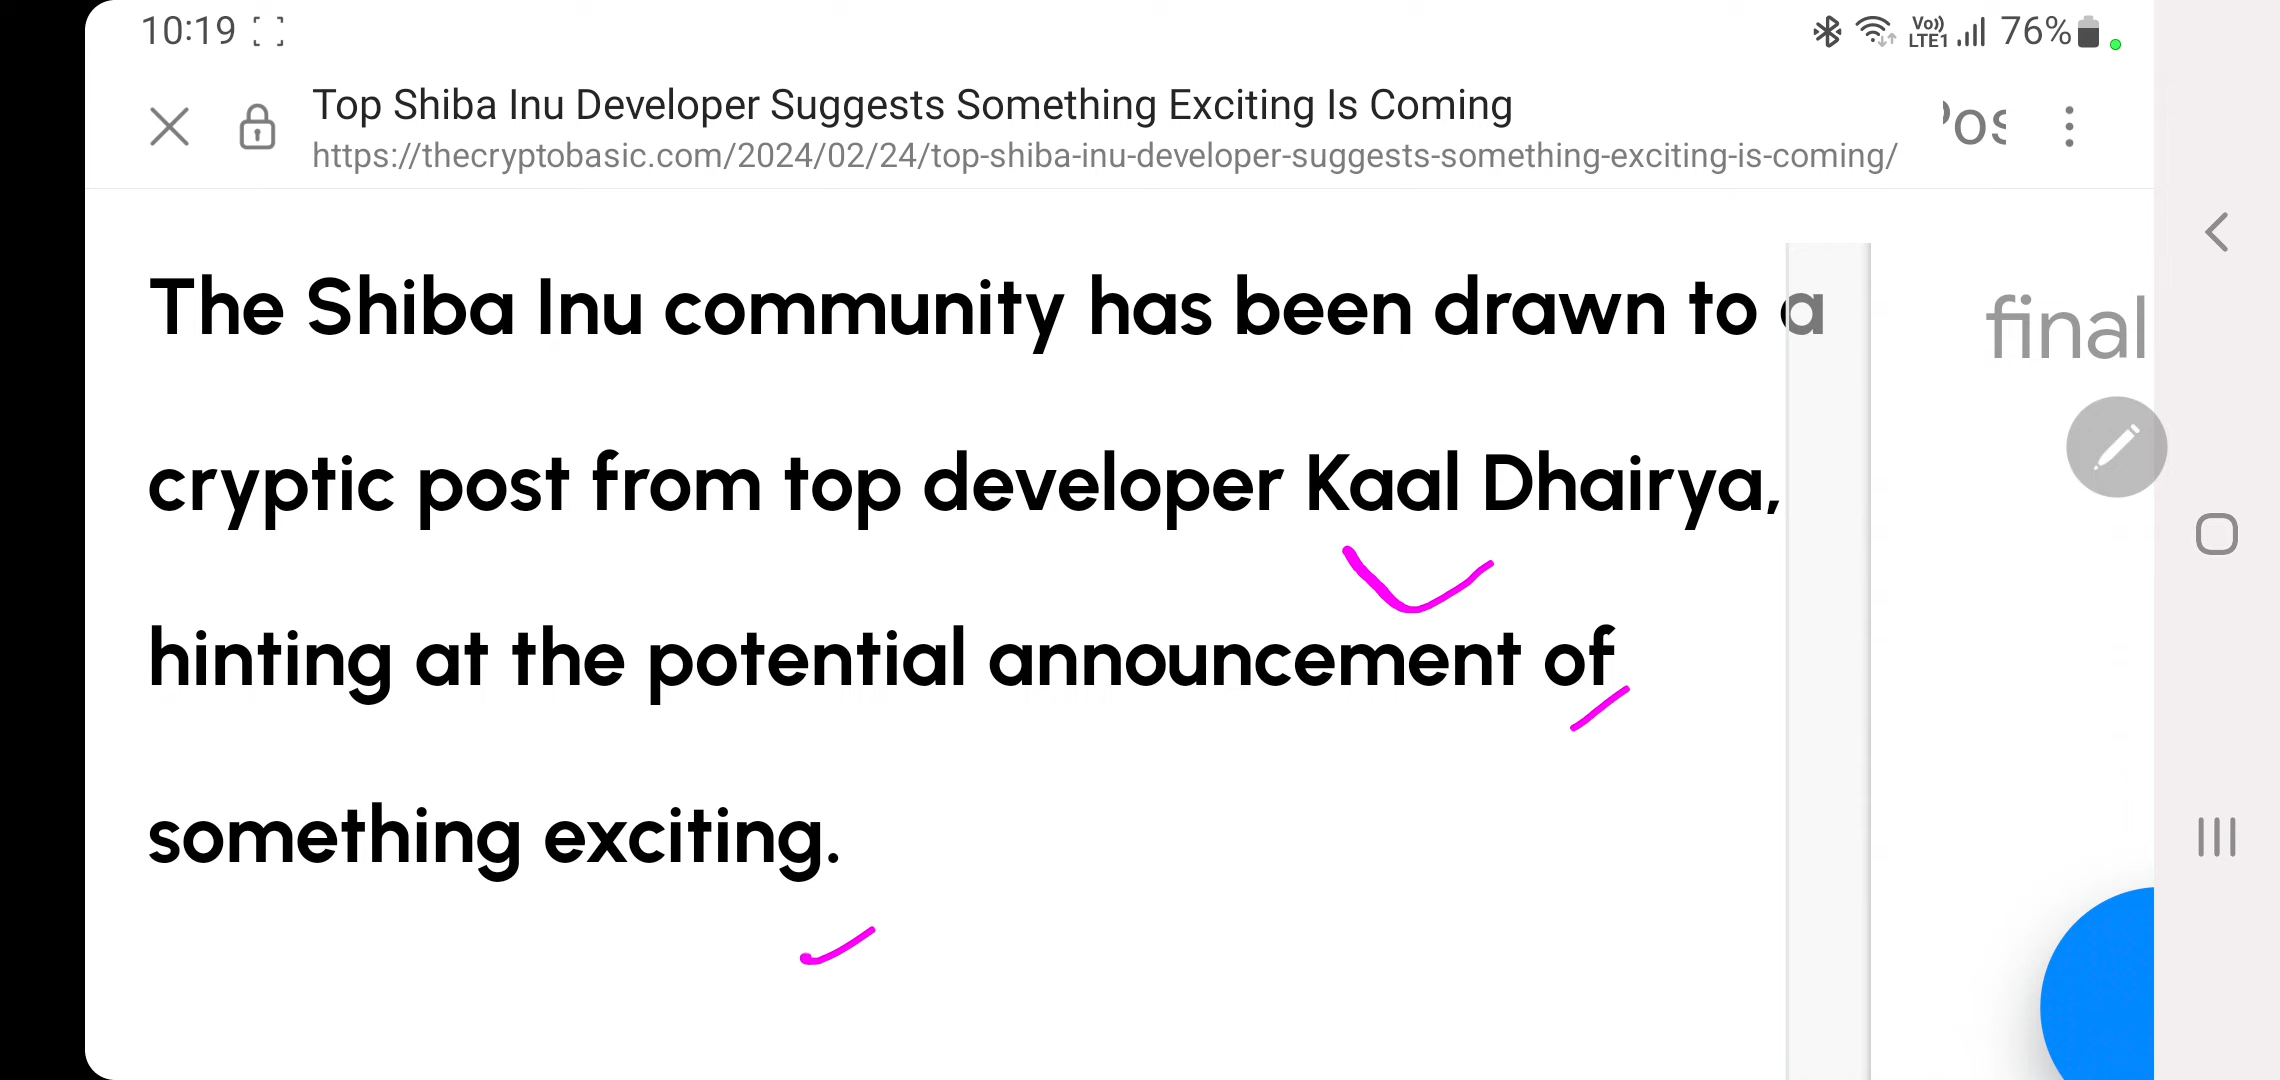 10:19
Vo)) LTE1 76%
Top Shiba Inu Developer Suggests Something Exciting Is Coming
https://thecryptobasic.com/2024/02/24/top-shiba-inu-developer-suggests-something-exciting-is-coming/
The Shiba Inu community has been drawn to a
cryptic post from top developer Kaal Dhairya,
hinting at the potential announcement of
something exciting.
final